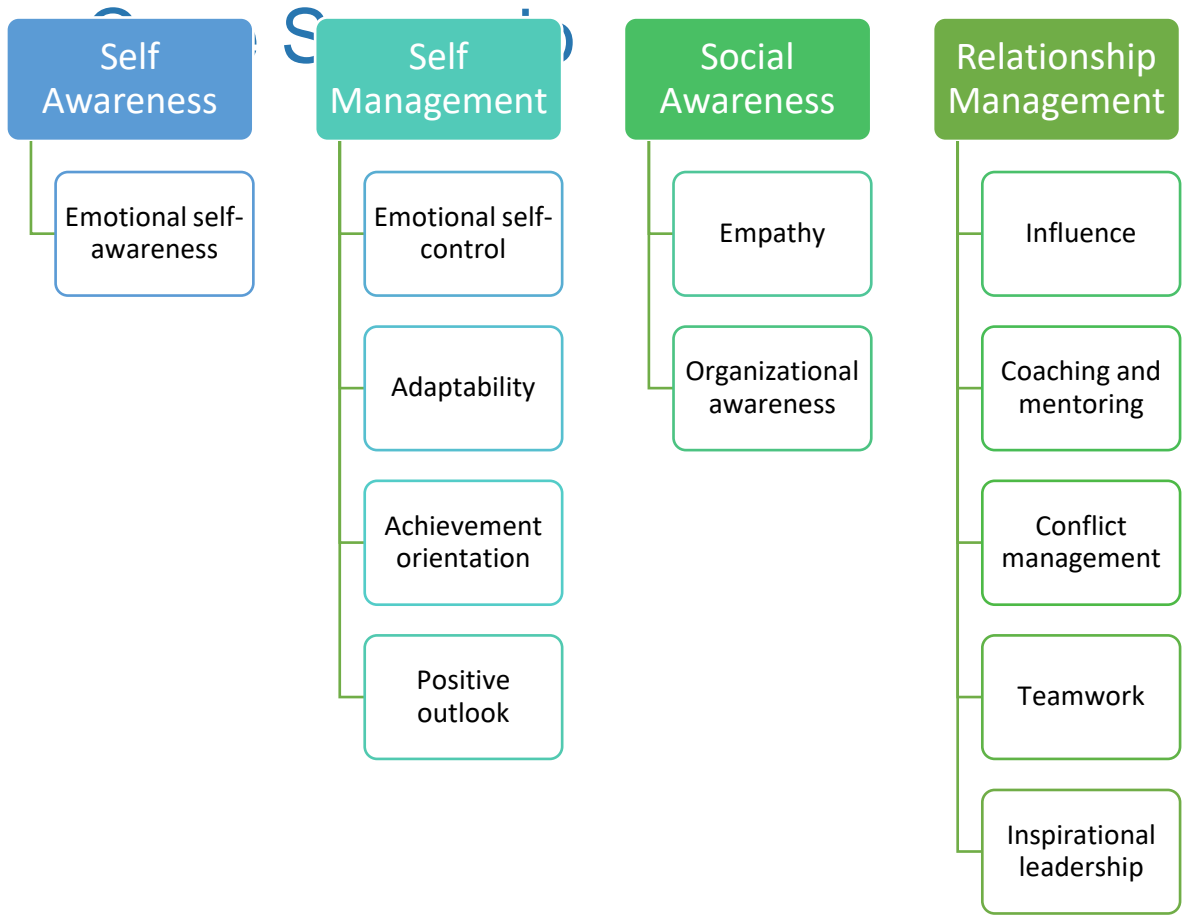 Self
Awareness
Emotional self-
awareness
Self
Management
Emotional self-
control
Adaptability
Achievement
orientation
Positive
outlook
Social
Awareness
Empathy
Organizational
awareness
Relationship
Management
Influence
Coaching and
mentoring
Conflict
management
Teamwork
Inspirational
leadership